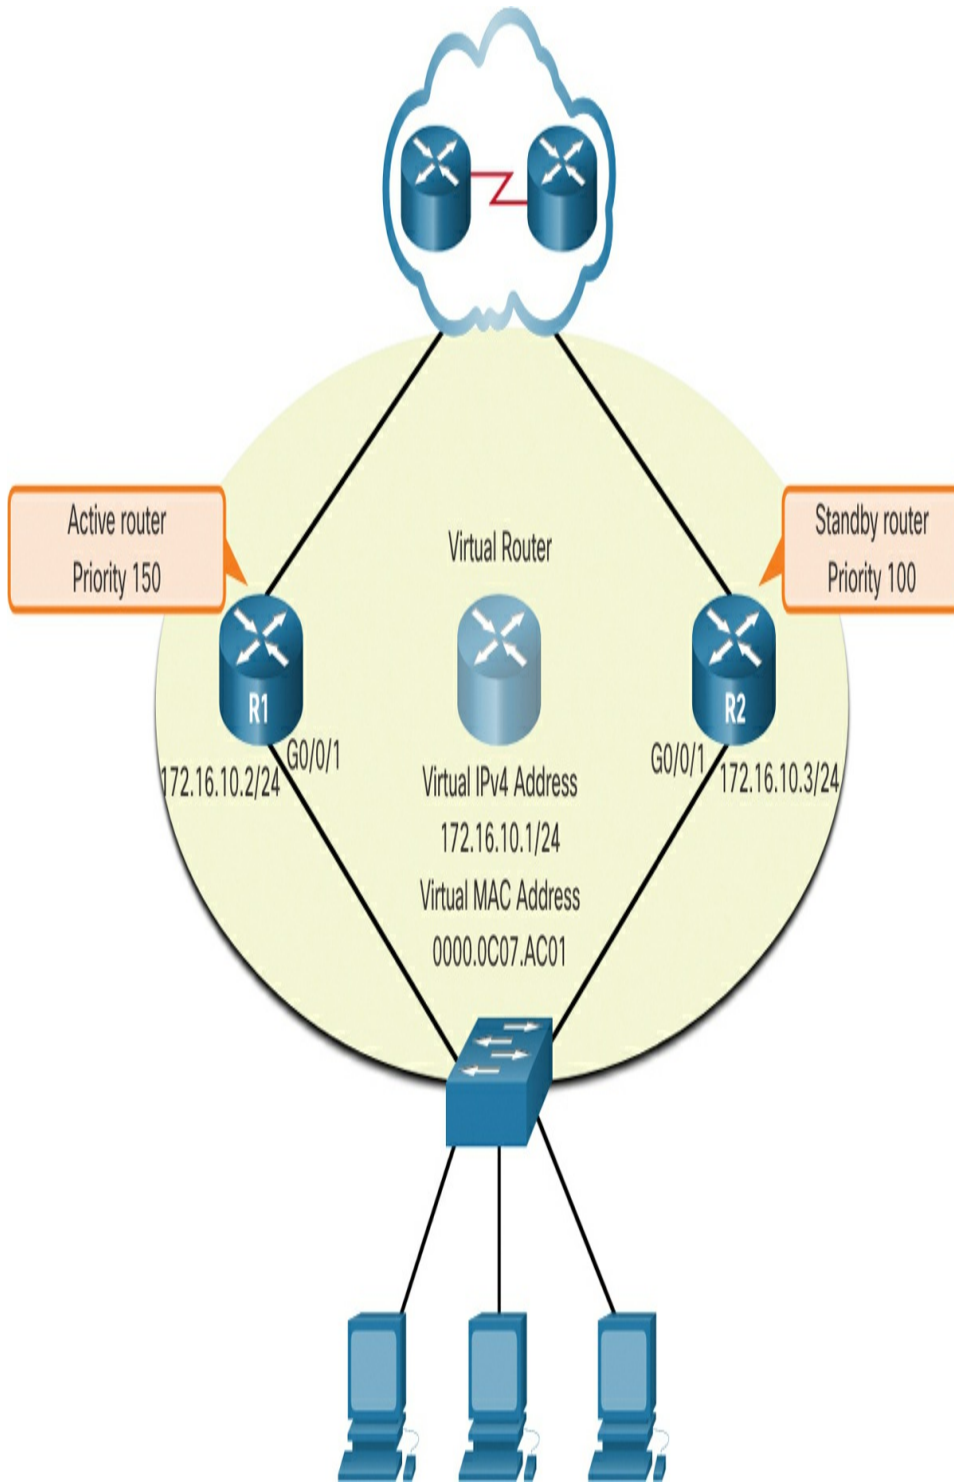 Active router
Priority 150
Standby router
Priority 100
Virtual Router
R1
R2
G0/0/1
172.16.10.2/24
G0/0/1
172.16.10.3/24
Virtual IPv4 Address
172.16.10.1/24
Virtual MAC Address
0000.0C07.AC01